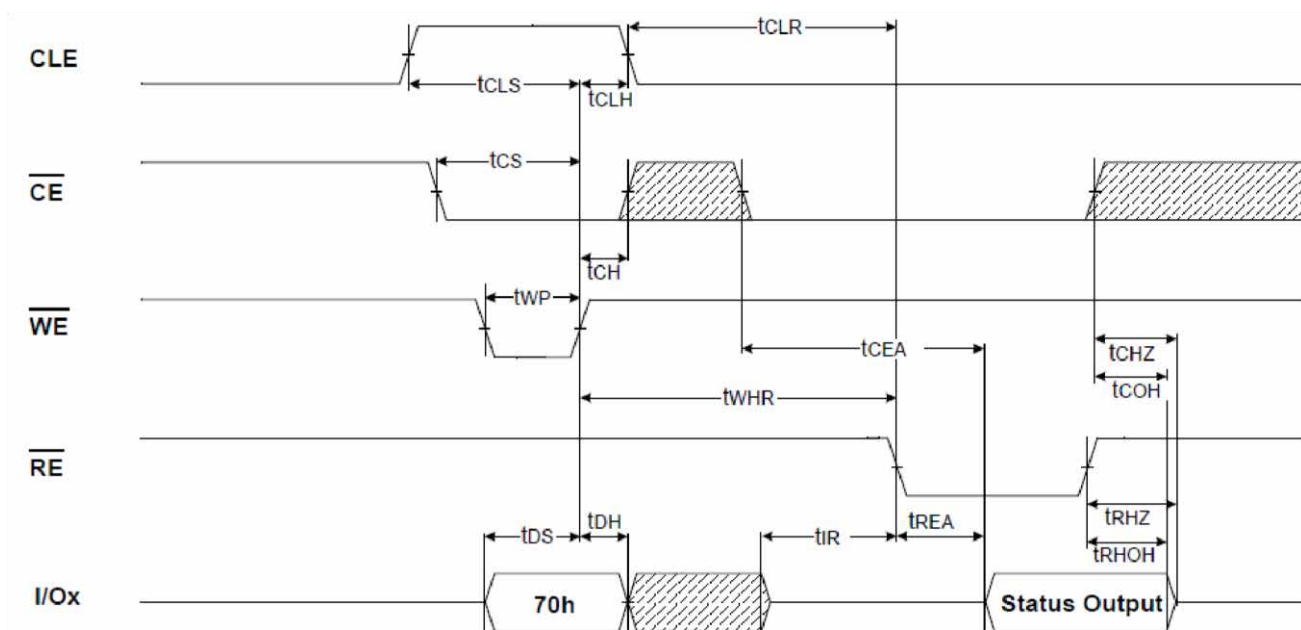 tCLR
CLE
tCLS
tCLH
tCS
CE
tCH
tWP
WE
tCEA
tCHZ
tCOH
tWHR
RE
tDS
tDH
tIR
tREA
tRHZ
tRHOH
I/Ox
70h
Status Output